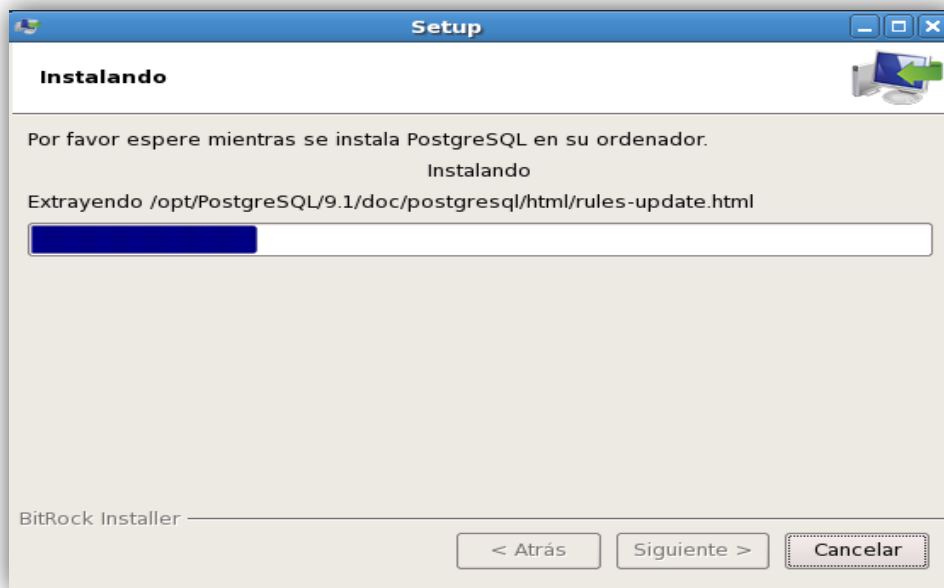 Setup
Instalando
Por favor espere mientras se instala PostgreSQL en su ordenador.
Instalando
Extrayendo /opt/PostgreSQL/9.1/doc/postgresql/html/rules-update.html
BitRock Installer
< Atrás Siguiente > Cancelar